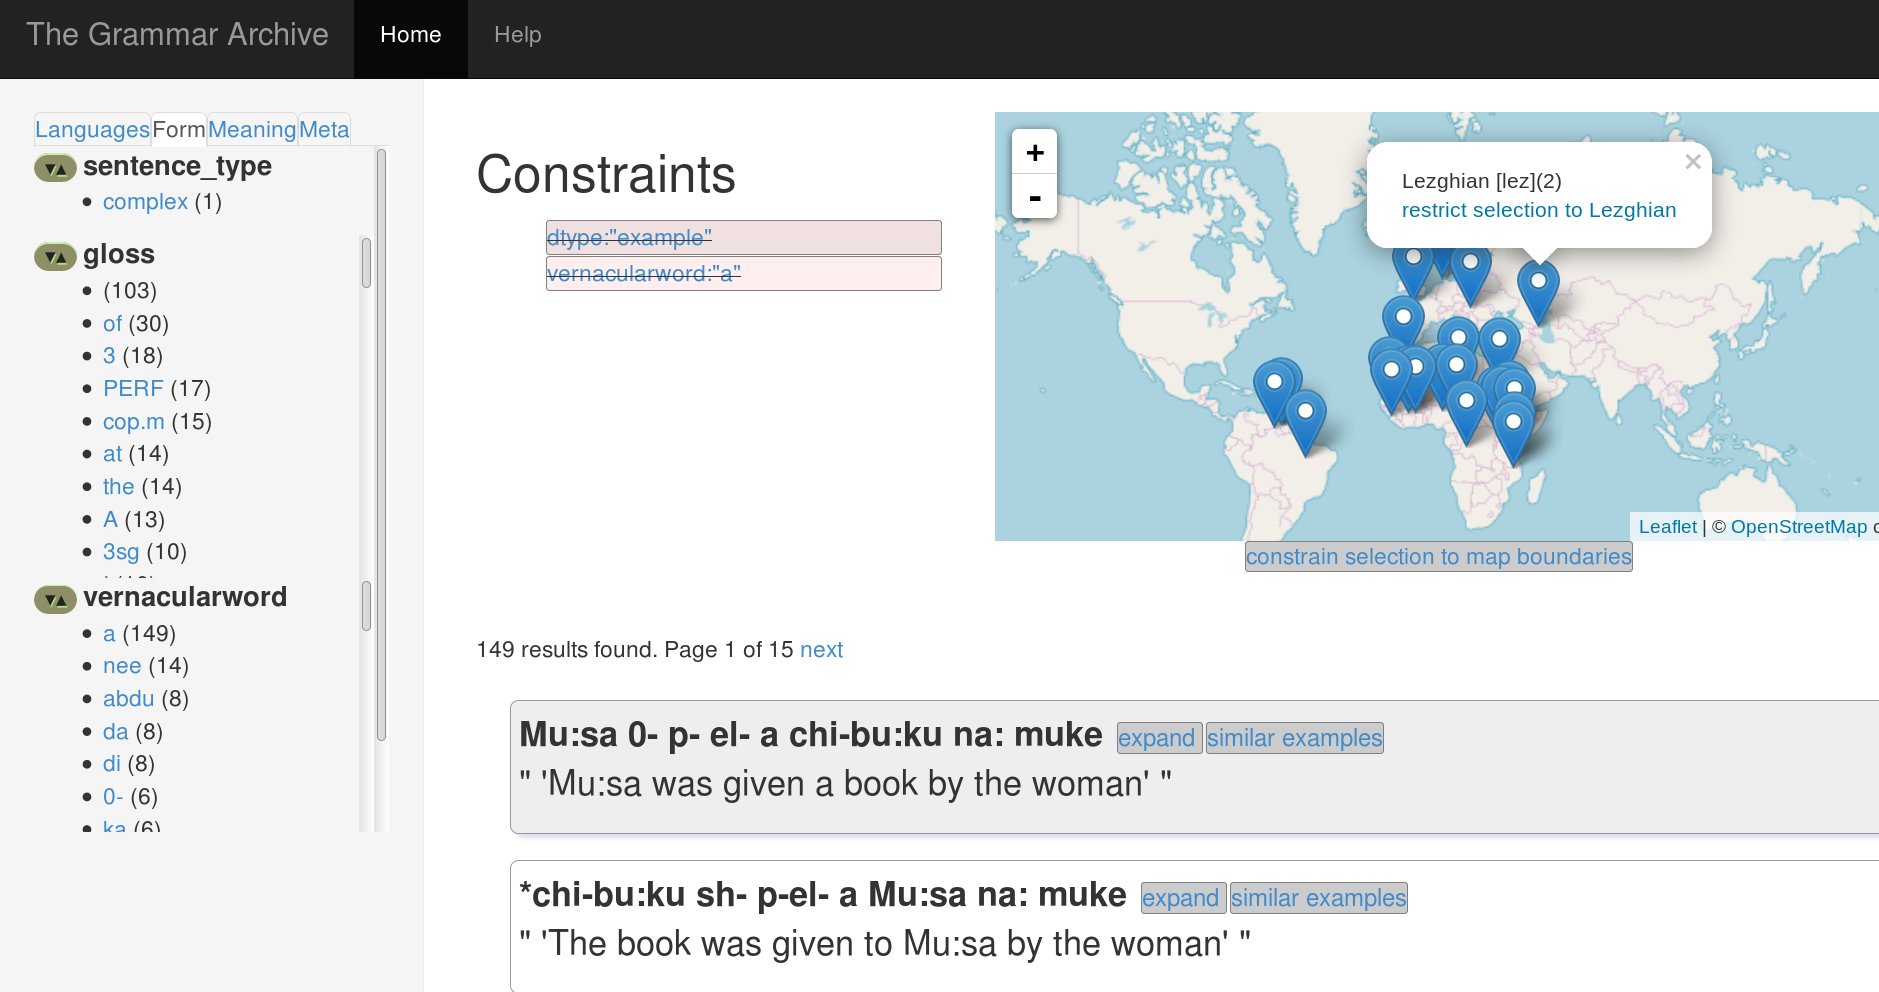 The Grammar Archive Home Help
Languages Form Meaning Meta
sentence_type
complex (1)
gloss
(103)
of (30)
3 (18)
PERF (17)
cop.m (15)
at (14)
the (14)
A (13)
3sg (10)
vernacularword
a (149)
nee (14)
abdu (8)
da (8)
di (8)
0- (6)
ka (6)
Constraints
dtype:"example"
vernacularword:"a"
+
-
Lezghian [lez](2)
restrict selection to Lezghian
×
Leaflet | © OpenStreetMap
constrain selection to map boundaries
149 results found. Page 1 of 15 next
Mu:sa 0- p- el- a chi-bu:ku na: muke expand similar examples
" 'Mu:sa was given a book by the woman' "
*chi-bu:ku sh- p-el- a Mu:sa na: muke expand similar examples
" 'The book was given to Mu:sa by the woman' "